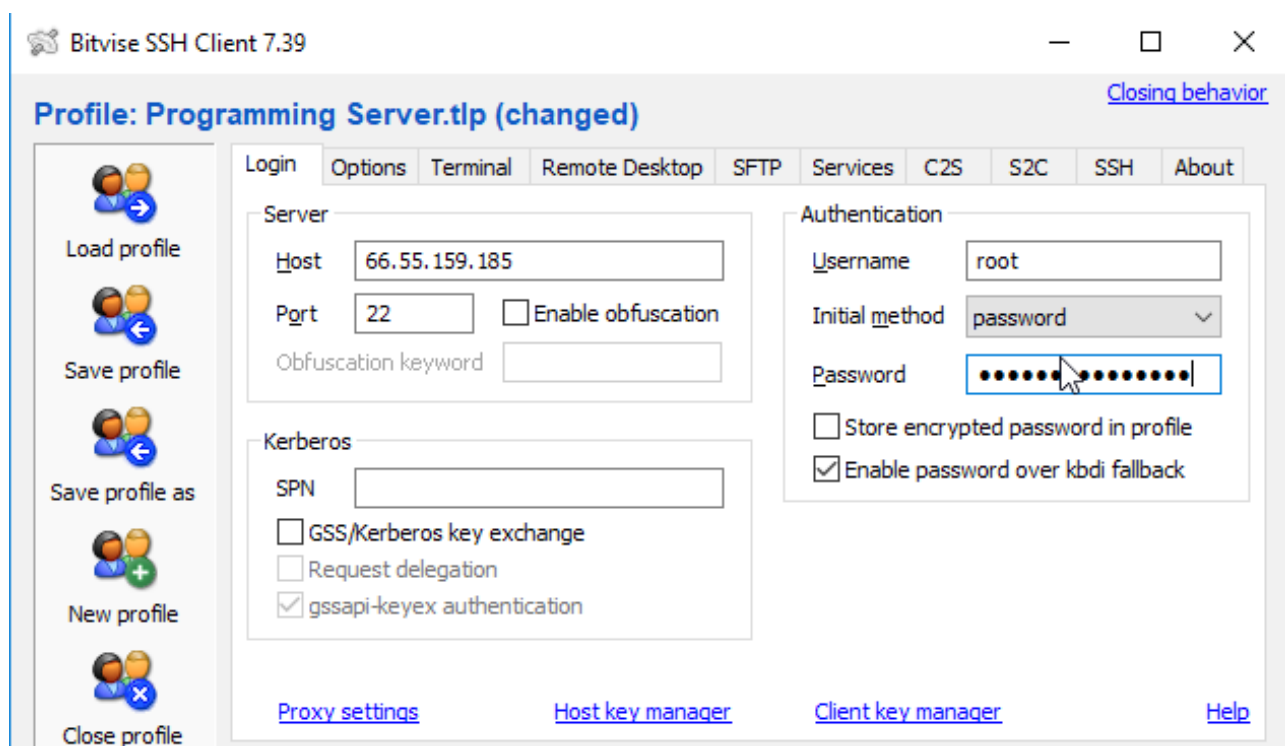 Bitvise SSH Client 7.39
Closing behavior
Profile: Programming Server.tlp (changed)
Load profile
Save profile
Save profile as
New profile
Close profile
Login Options Terminal Remote Desktop SFTP Services C2S S2C SSH About
Server
Host 66.55.159.185
Port 22 Enable obfuscation
Obfuscation keyword
Kerberos
SPN
GSS/Kerberos key exchange
Request delegation
gssapi-keyex authentication
Authentication
Username root
Initial method password
Password
Store encrypted password in profile
Enable password over kbdi fallback
Proxy settings Host key manager Client key manager Help